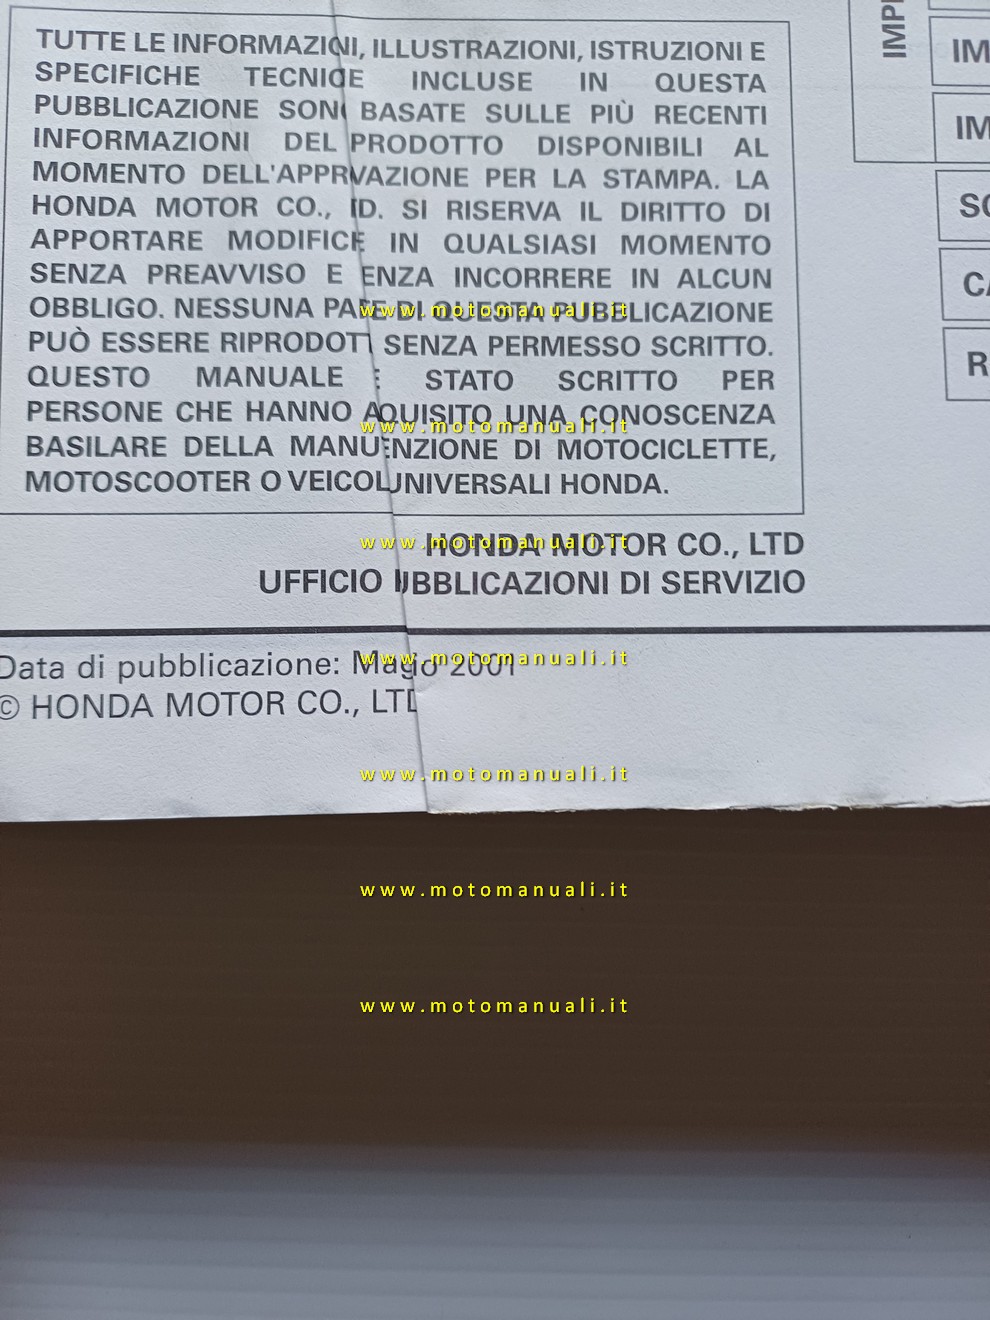 TUTTE LE INFORMAZIONI, ILLUSTRAZIONI, ISTRUZIONI E
SPECIFICHE TECNICHE INCLUSE IN QUESTA
PUBBLICAZIONE SONO BASATE SULLE PIÙ RECENTI
INFORMAZIONI DEL PRODOTTO DISPONIBILI AL
MOMENTO DELL'APPROVAZIONE PER LA STAMPA. LA
HONDA MOTOR CO., LTD. SI RISERVA IL DIRITTO DI
APPORTARE MODIFICHE IN QUALSIASI MOMENTO
SENZA PREAVVISO E SENZA INCORRERE IN ALCUN
OBBLIGO. NESSUNA PARTE DI QUESTA PUBBLICAZIONE
PUÒ ESSERE RIPRODOTTA SENZA PERMESSO SCRITTO.
QUESTO MANUALE È STATO SCRITTO PER
PERSONE CHE HANNO ACQUISITO UNA CONOSCENZA
BASILARE DELLA MANUTENZIONE DI MOTOCICLETTE,
MOTOSCOOTER O VEICOLI UNIVERSALI HONDA.
HONDA MOTOR CO., LTD
UFFICIO PUBBLICAZIONI DI SERVIZIO
Data di pubblicazione: Maggio 2001
© HONDA MOTOR CO., LTD
IMP
IM
IM
SO
CA
R
www.motomanuali.it
www.motomanuali.it
www.motomanuali.it
www.motomanuali.it
www.motomanuali.it
www.motomanuali.it
www.motomanuali.it